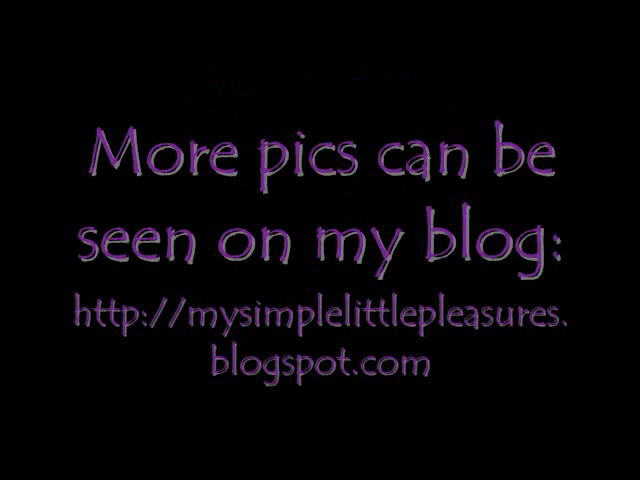 More pics can be
seen on my blog:
http://mysimplelittlepleasures.
blogspot.com